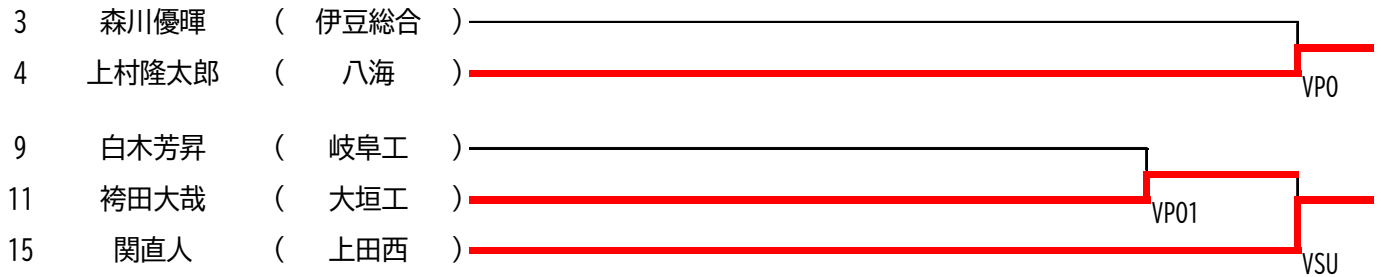 3 森川優暉 ( 伊豆総合 )
4 上村隆太郎 ( 八海 )
VPO
9 白木芳昇 ( 岐阜工 )
11 袴田大哉 ( 大垣工 )
VPO1
15 関直人 ( 上田西 )
VSU